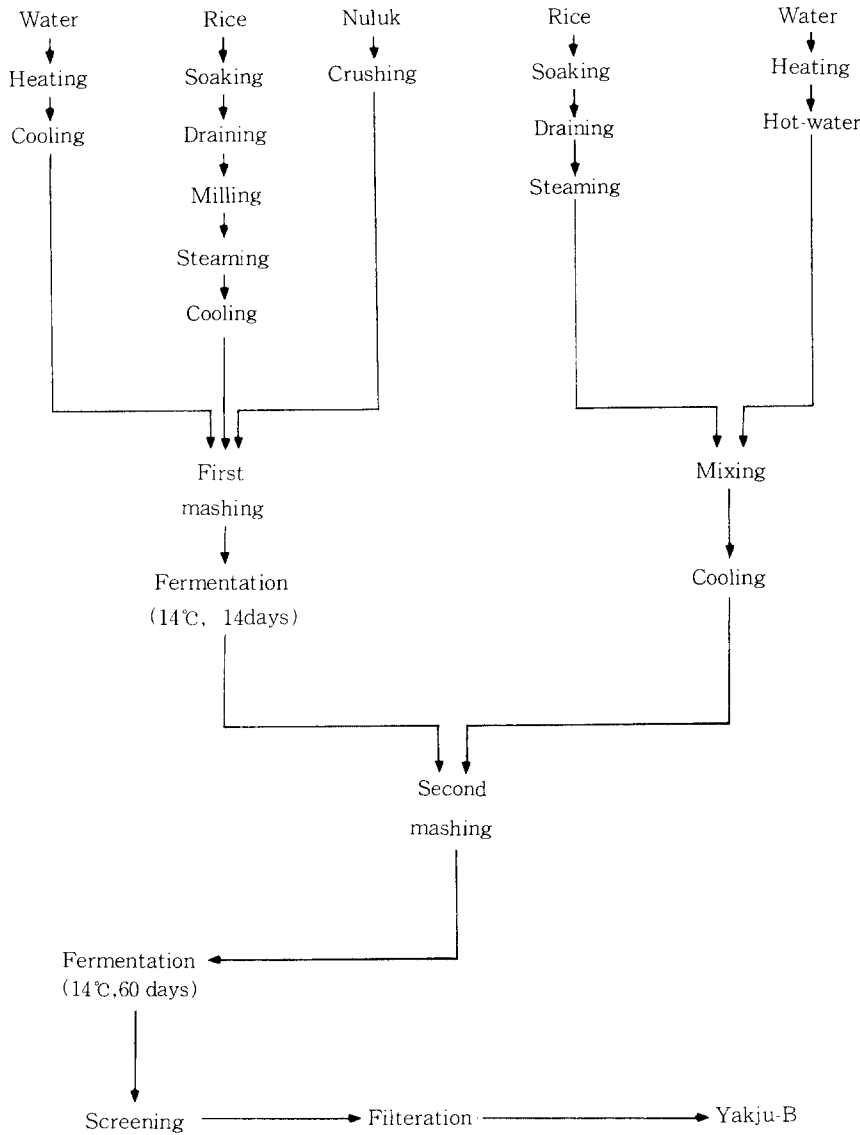 Water Rice Nuluk Rice Water
Heating Soaking Crushing Soaking Heating
Cooling Draining Draining Hot-water
Milling Steaming
Steaming
Cooling
First Mixing
mashing
Fermentation Cooling
(14℃, 14days)
Second
mashing
Fermentation
(14℃,60 days)
Screening Filteration Yakju-B